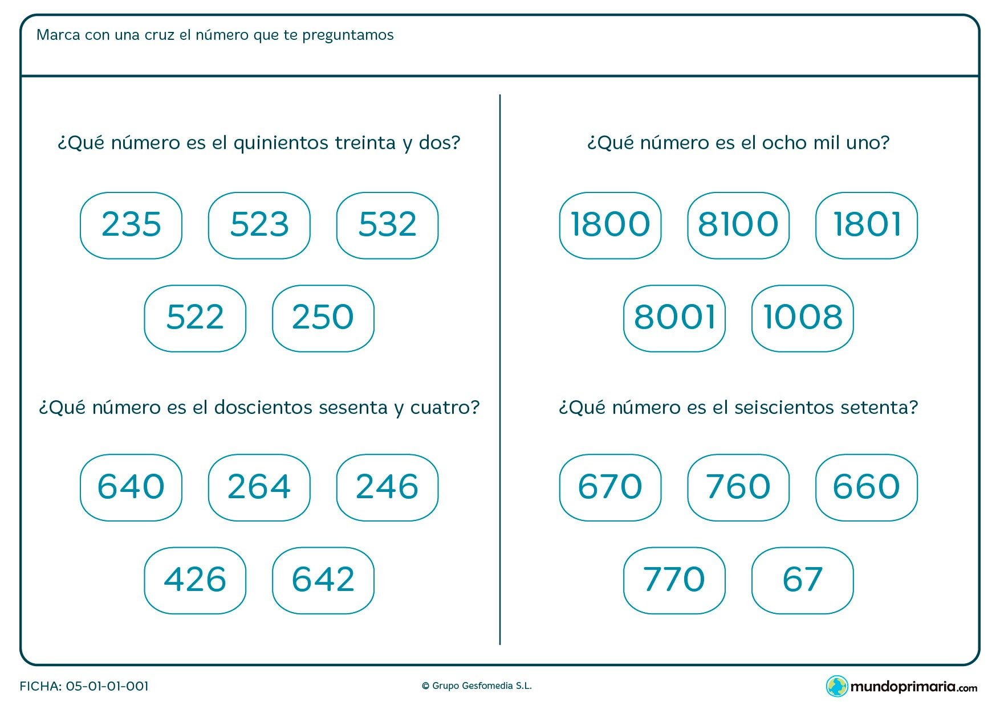 Marca con una cruz el número que te preguntamos
¿Qué número es el quinientos treinta y dos?
235 523 532
522 250
¿Qué número es el doscientos sesenta y cuatro?
640 264 246
426 642
¿Qué número es el ocho mil uno?
1800 8100 1801
8001 1008
¿Qué número es el seiscientos setenta?
670 760 660
770 67
FICHA: 05-01-01-001
© Grupo Gesfomedia S.L.
mundoprimaria.com